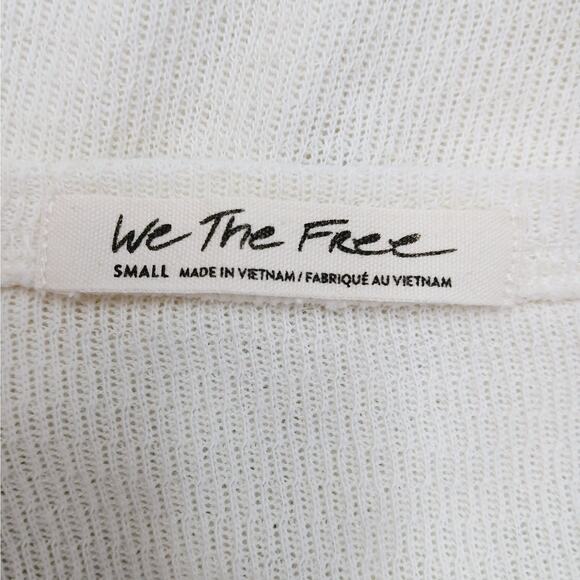 We The Free
SMALL MADE IN VIETNAM / FABRIQUÉ AU VIETNAM